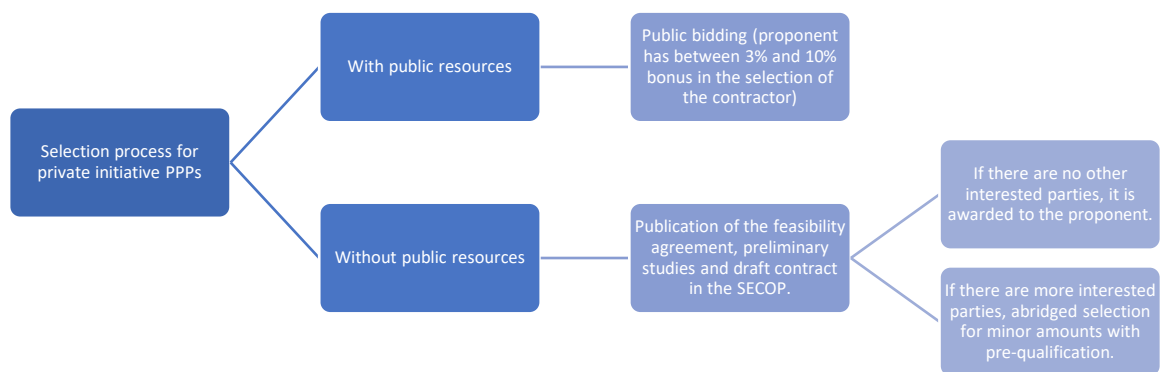 Selection process for
private initiative PPPs
With public resources
Public bidding (proponent
has between 3% and 10%
bonus in the selection of
the contractor)
Without public resources
Publication of the feasibility
agreement, preliminary
studies and draft contract
in the SECOP.
If there are no other
interested parties, it is
awarded to the proponent.
If there are more interested
parties, abridged selection
for minor amounts with
pre-qualification.